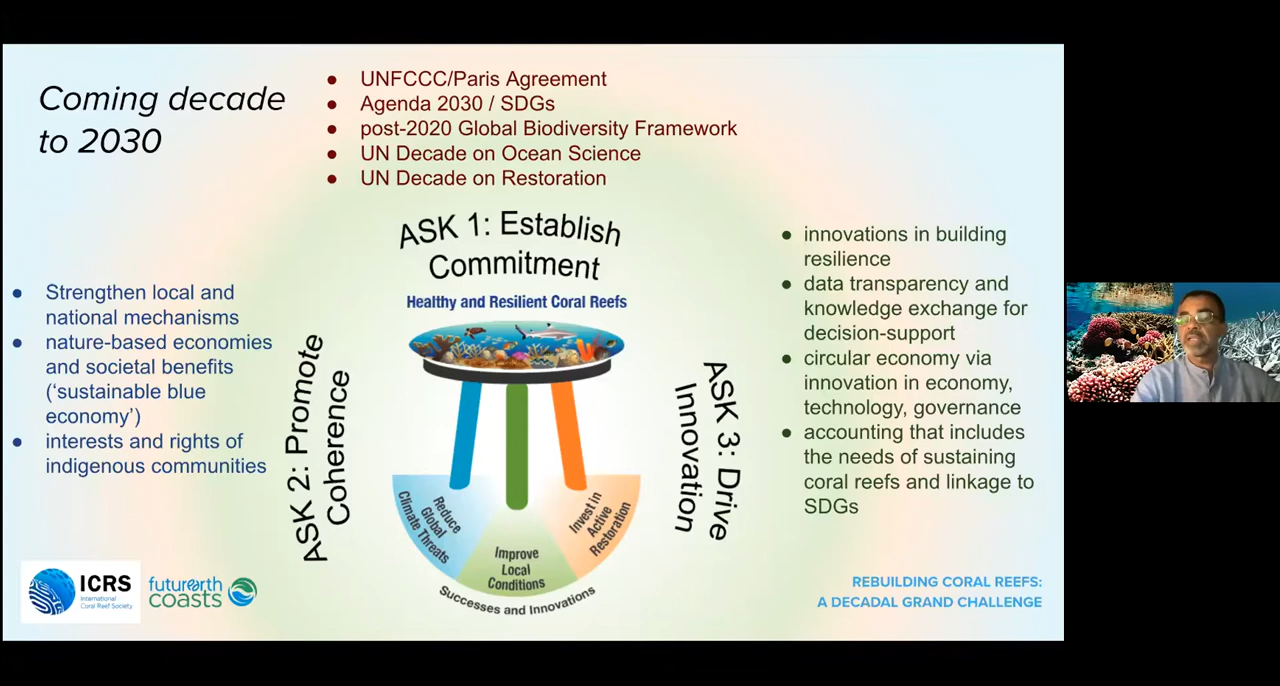 Coming decade
to 2030
● UNFCCC/Paris Agreement
● Agenda 2030 / SDGs
● post-2020 Global Biodiversity Framework
● UN Decade on Ocean Science
● UN Decade on Restoration
ASK 1: Establish
Commitment
Healthy and Resilient Coral Reefs
● Strengthen local and
national mechanisms
● nature-based economies
and societal benefits
(‘sustainable blue
economy’)
● interests and rights of
indigenous communities
ASK 2: Promote
Coherence
Reduce
Global
Climate Threats
Improve
Local
Conditions
Invest in
Active
Restoration
Successes and Innovations
ASK 3: Drive
Innovation
● innovations in building
resilience
● data transparency and
knowledge exchange for
decision-support
● circular economy via
innovation in economy,
technology, governance
● accounting that includes
the needs of sustaining
coral reefs and linkage to
SDGs
ICRS
International
Coral Reef Society
futurearth
coasts
REBUILDING CORAL REEFS:
A DECADAL GRAND CHALLENGE